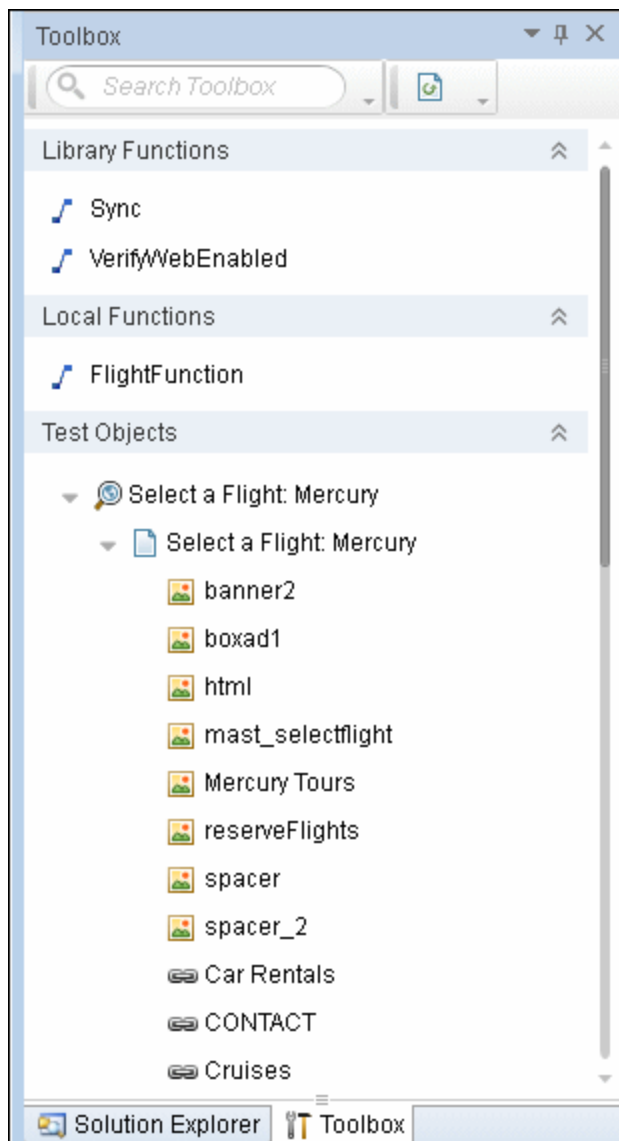 Toolbox
Search Toolbox
Library Functions
Sync
VerifyWebEnabled
Local Functions
FlightFunction
Test Objects
Select a Flight: Mercury
Select a Flight: Mercury
banner2
boxad1
html
mast_selectflight
Mercury Tours
reserveFlights
spacer
spacer_2
Car Rentals
CONTACT
Cruises
Solution Explorer Toolbox